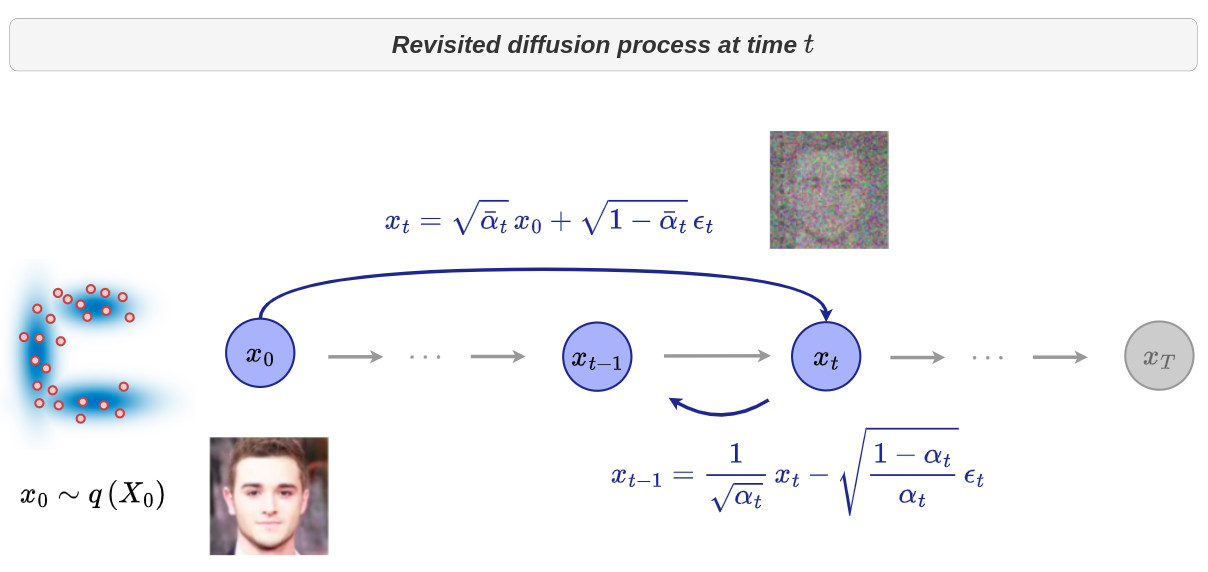 Revisited diffusion process at time $t$
$x_t = \sqrt{\bar{\alpha}_t}\, x_0 + \sqrt{1 - \bar{\alpha}_t}\, \epsilon_t$
$x_0$ ··· $x_{t-1}$ $x_t$ ··· $x_T$
$x_{t-1} = \frac{1}{\sqrt{\alpha_t}}\, x_t - \sqrt{\frac{1 - \alpha_t}{\alpha_t}}\, \epsilon_t$
$x_0 \sim q\,(X_0)$